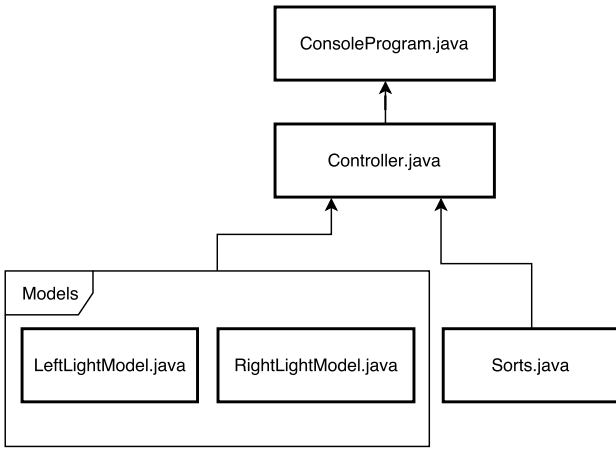 ConsoleProgram.java
Controller.java
Models
LeftLightModel.java
RightLightModel.java
Sorts.java